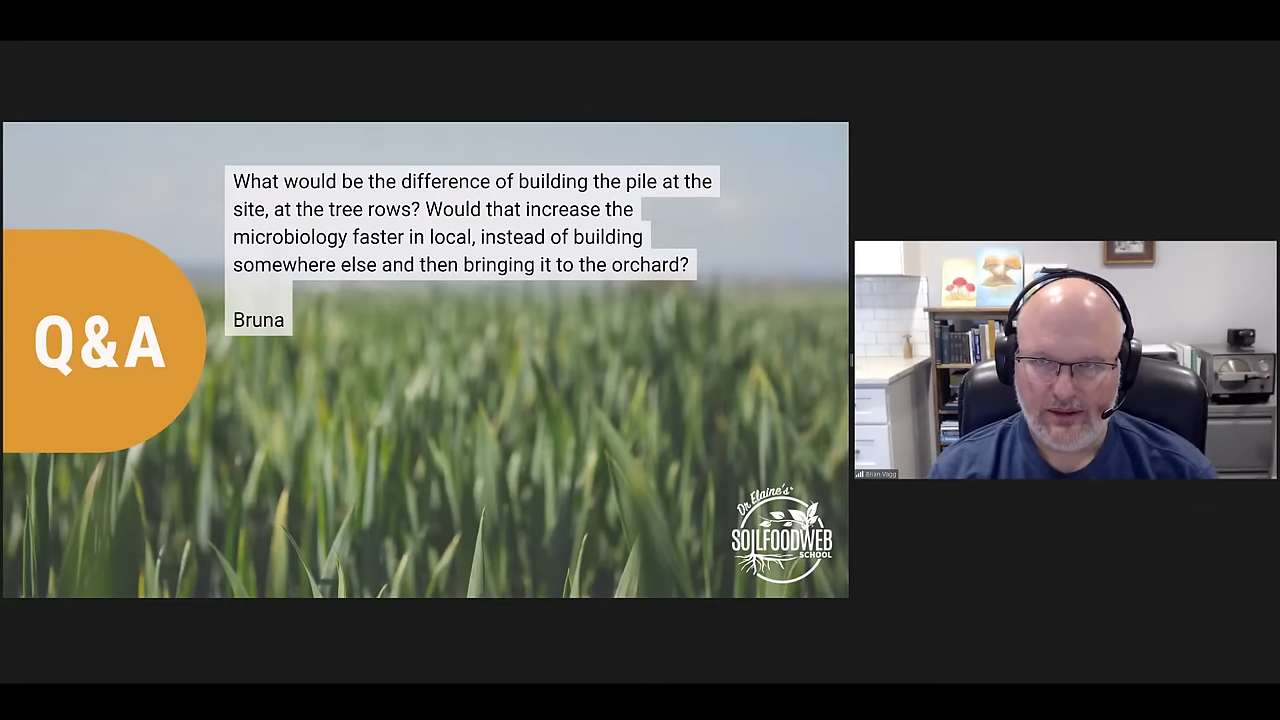 What would be the difference of building the pile at the
site, at the tree rows? Would that increase the
microbiology faster in local, instead of building
somewhere else and then bringing it to the orchard?
Bruna
Q&A
Dr. Elaine's
SOILFOODWEB
SCHOOL
Brian Vagg